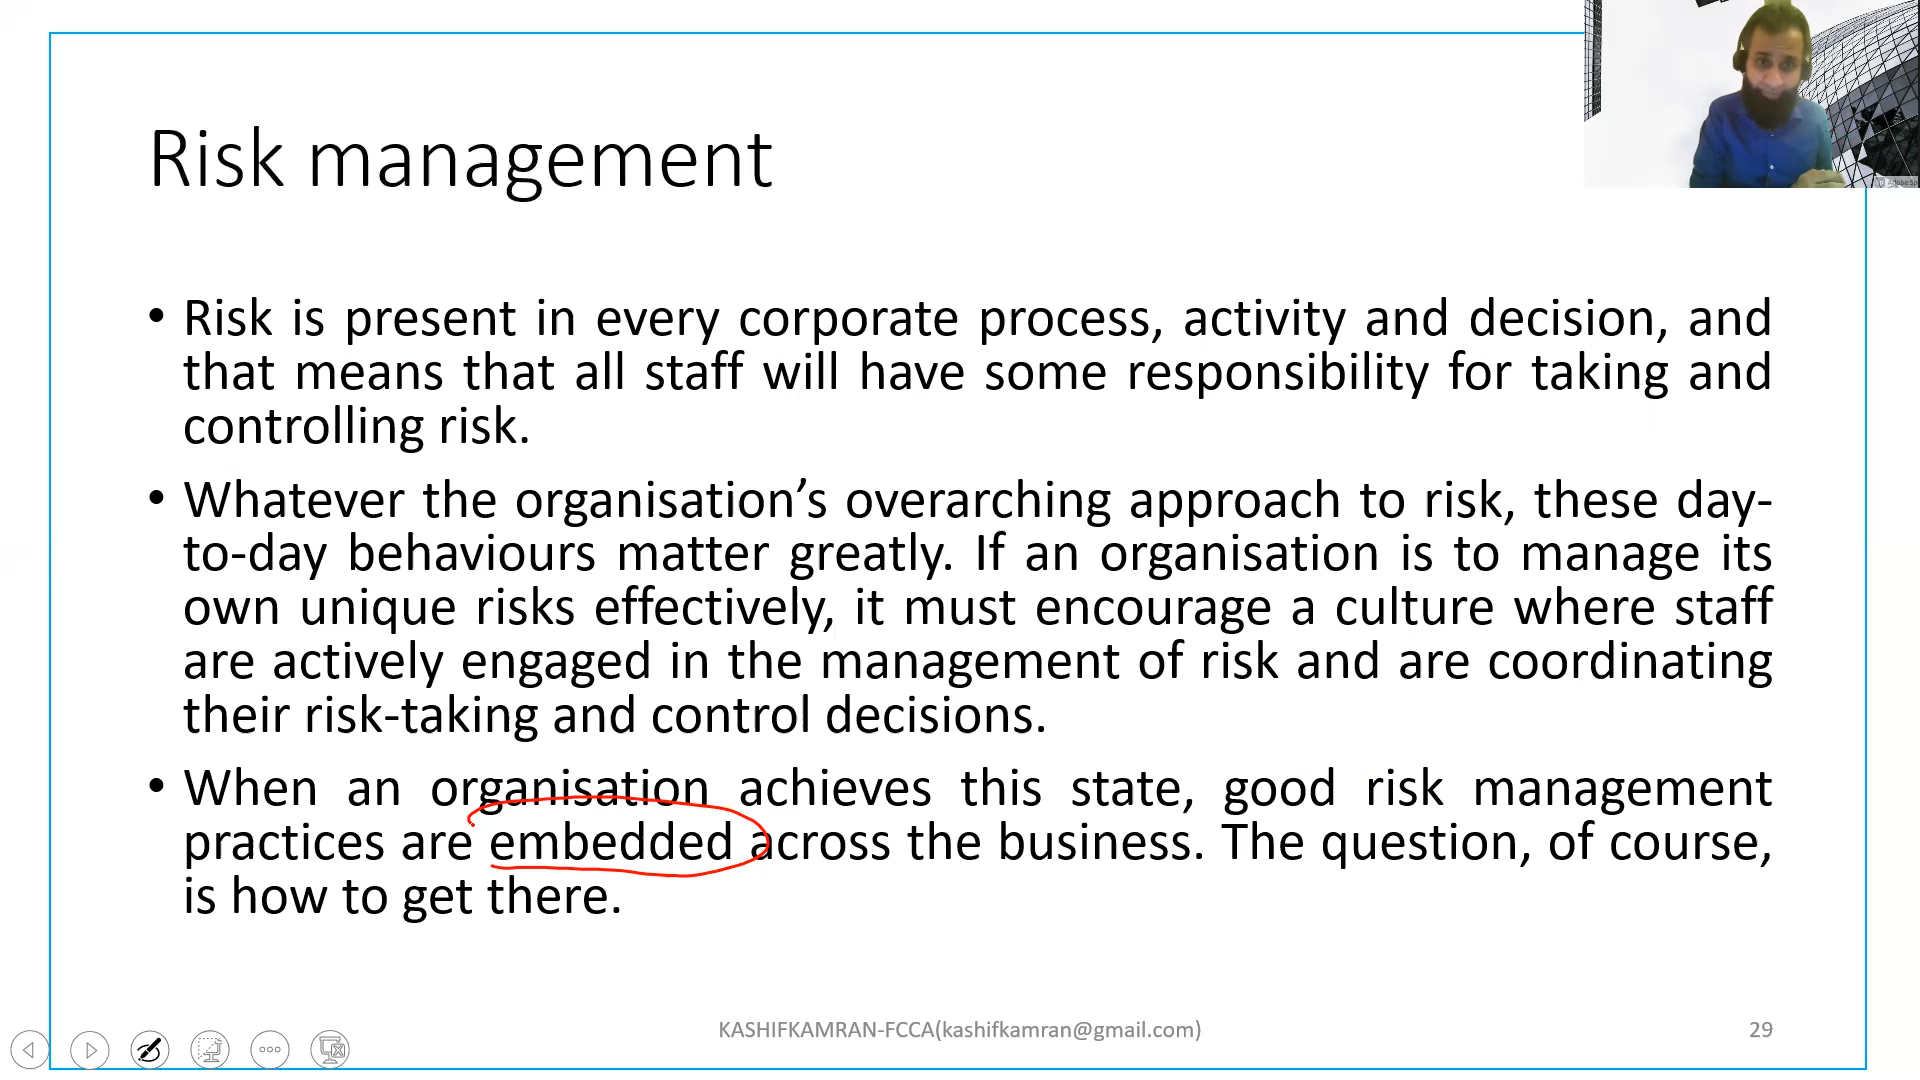 Risk management
• Risk is present in every corporate process, activity and decision, and
that means that all staff will have some responsibility for taking and
controlling risk.
• Whatever the organisation’s overarching approach to risk, these day-
to-day behaviours matter greatly. If an organisation is to manage its
own unique risks effectively, it must encourage a culture where staff
are actively engaged in the management of risk and are coordinating
their risk-taking and control decisions.
• When an organisation achieves this state, good risk management
practices are embedded across the business. The question, of course,
is how to get there.
KASHIFKAMRAN-FCCA(kashifkamran@gmail.com)
29